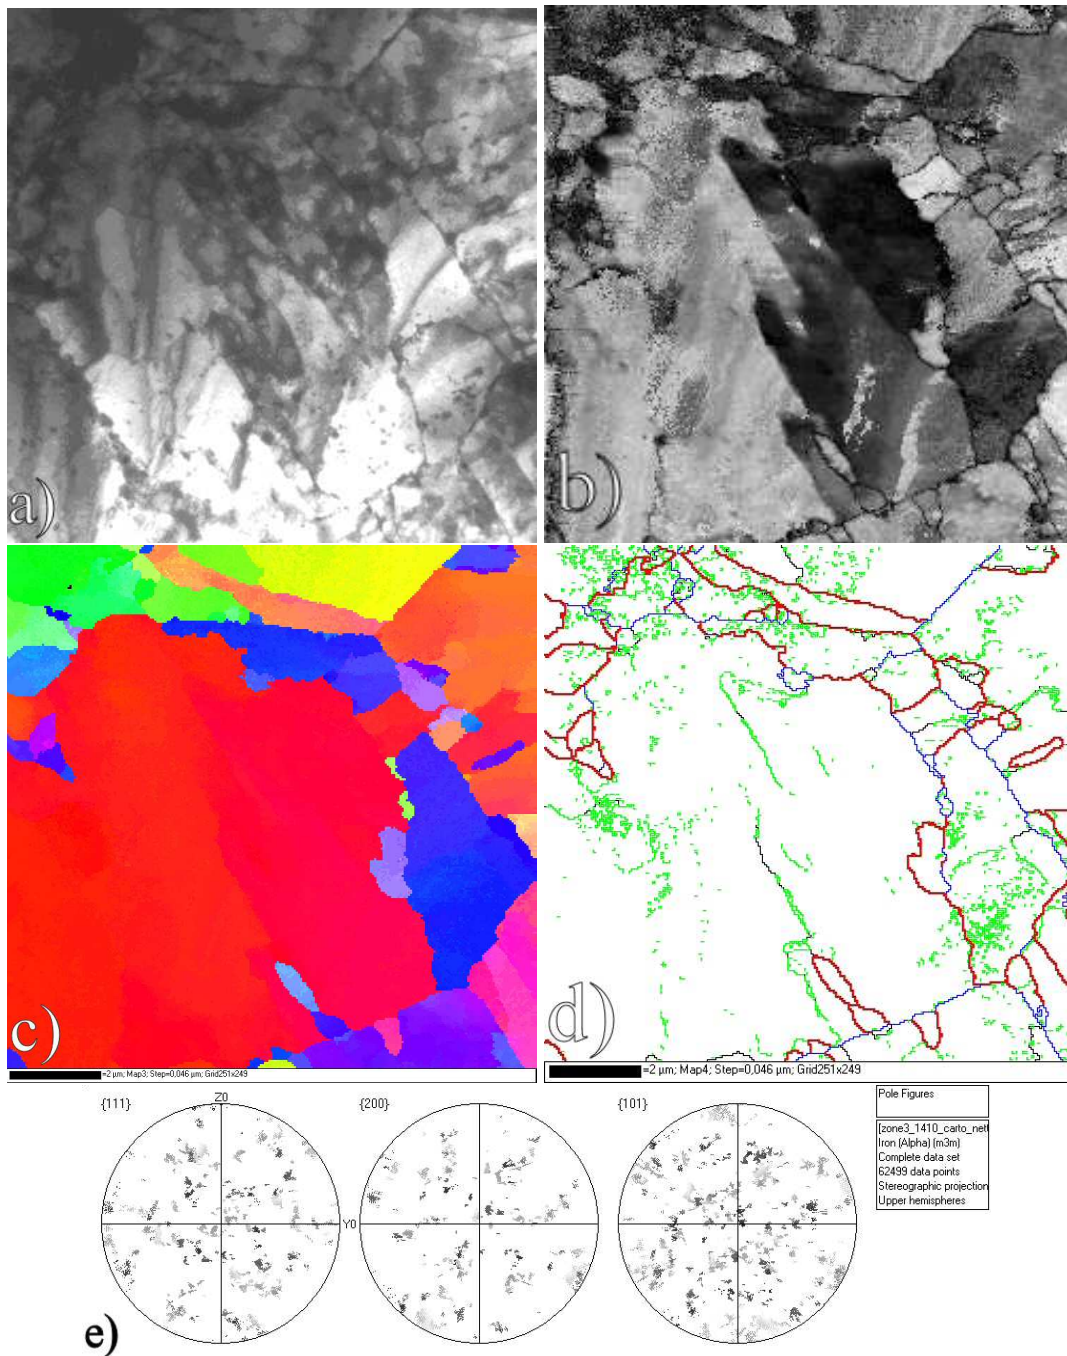 a)
b)
c)
d)
=2 µm; Map3; Step=0,046 µm; Grid251x249
=2 µm; Map4; Step=0,046 µm; Grid251x249
{111}
Z0
{200}
{101}
Y0
Pole Figures
[zone3_1410_carto_nett
Iron (Alpha) (m3m)
Complete data set
62499 data points
Stereographic projection
Upper hemispheres
e)